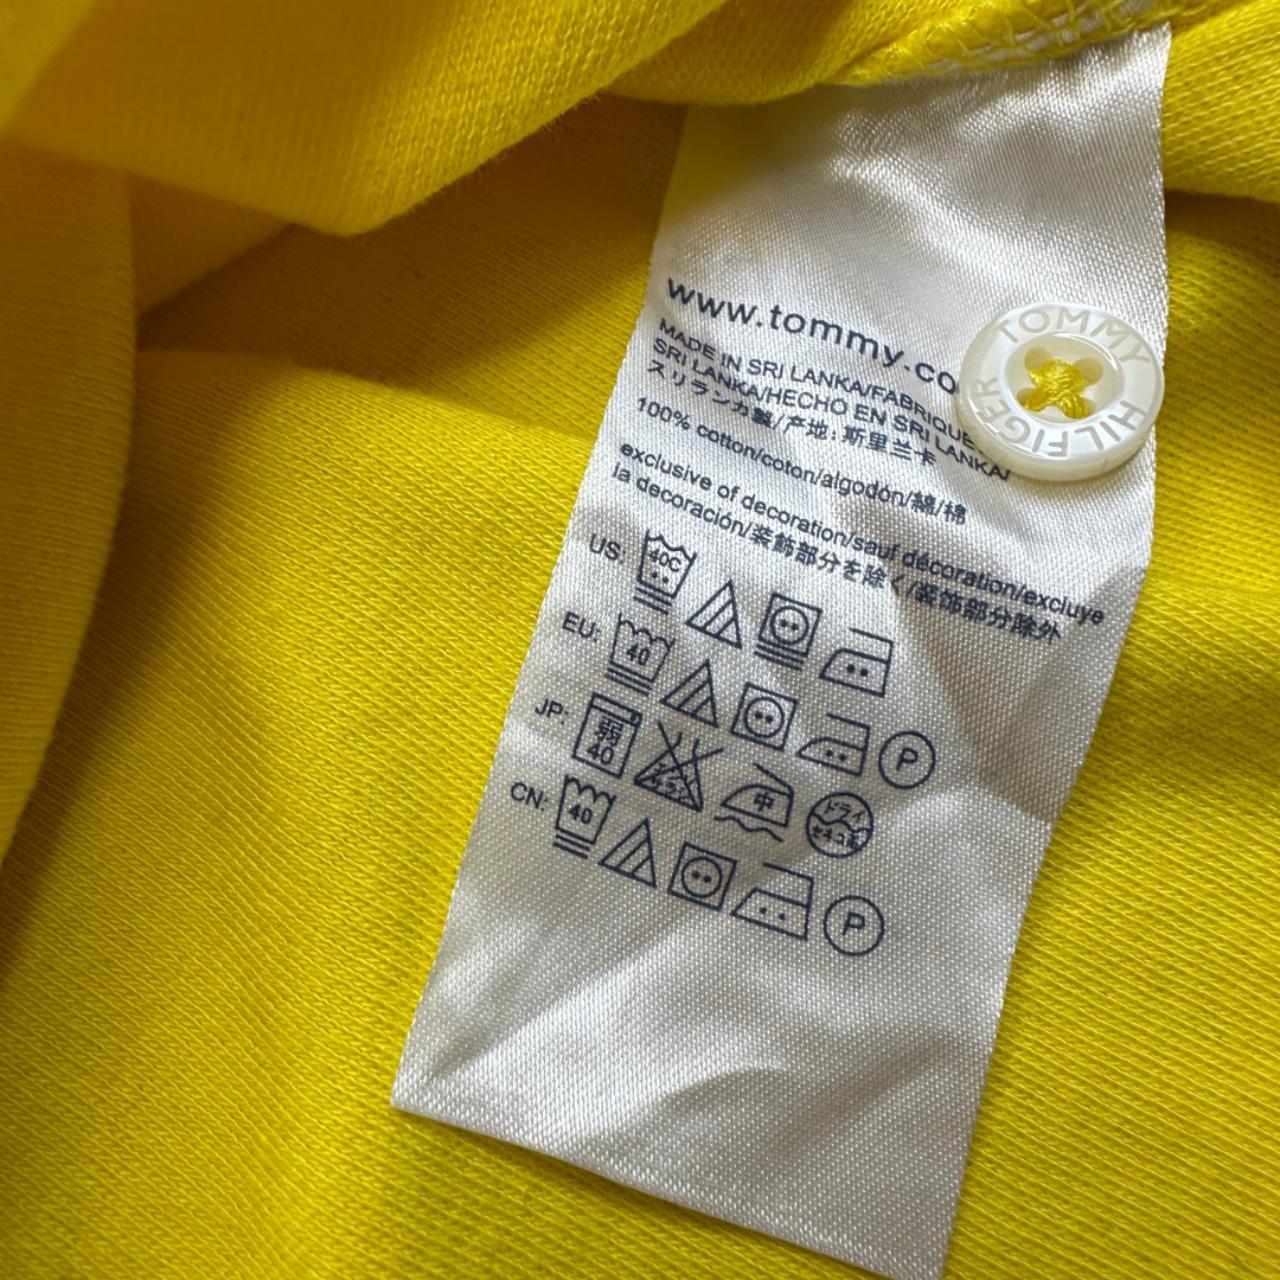 www.tommy.co
MADE IN SRI LANKA/FABRIQUE
SRI LANKA/HECHO EN SRI LANKA/
スリランカ製/产地:斯里兰卡
100% cotton/coton/algodón/綿/棉
exclusive of decoration/sauf décoration/excluye
la decoración/装飾部分を除く/装饰部分除外
US: 40C
EU: 40 P
JP: 弱 40 中 ドライ
CN: 40 P
TOMMY HILFIGER